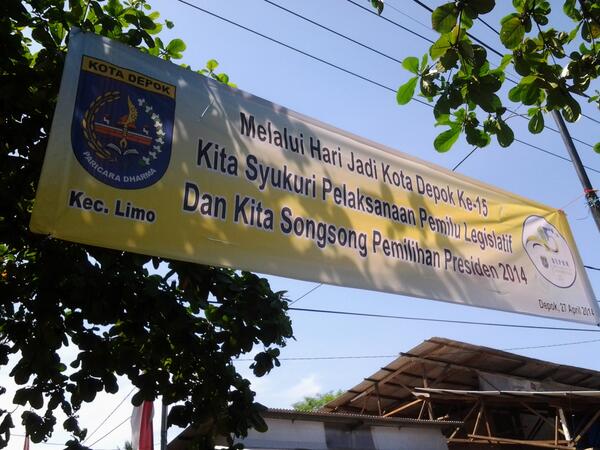 KOTA DEPOK
PARICARA DHARMA
Kec. Limo
Melalui Hari Jadi Kota Depok Ke-15
Kita Syukuri Pelaksanaan Pemilu Legislatif
Dan Kita Songsong Pemilihan Presiden 2014
DEPOK
Depok, 27 April 2014